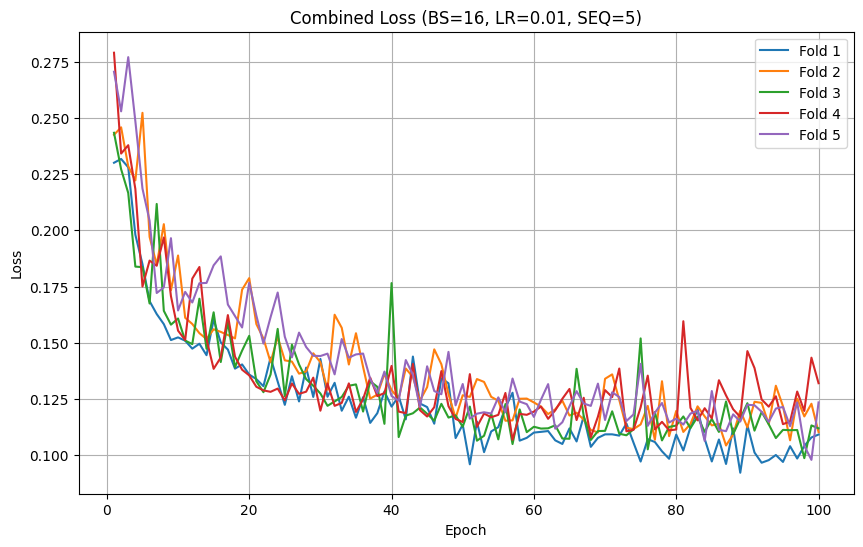 Combined Loss (BS=16, LR=0.01, SEQ=5)
Fold 1
Fold 2
Fold 3
Fold 4
Fold 5
Loss
0.275
0.250
0.225
0.200
0.175
0.150
0.125
0.100
0
20
40
60
80
100
Epoch